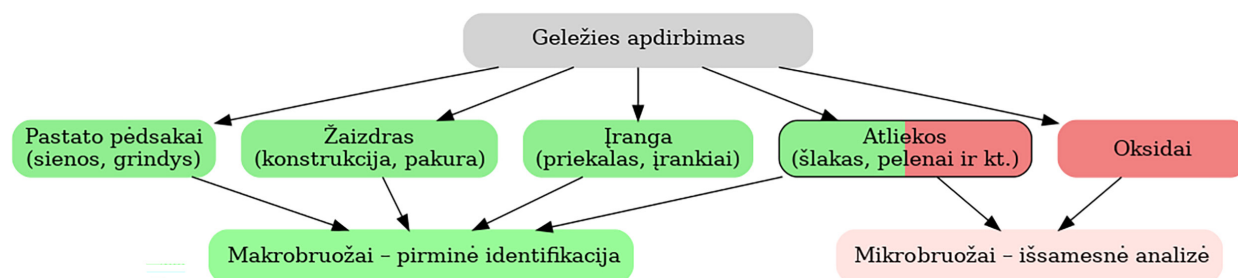 Geležies apdirbimas
Pastato pėdsakai
(sienos, grindys)
Žaizdras
(konstrukcija, pakura)
Įranga
(priekalas, įrankiai)
Atliekos
(šlakas, pelenai ir kt.)
Oksidai
Makrobruožai – pirminė identifikacija
Mikrobruožai – išsamesnė analizė